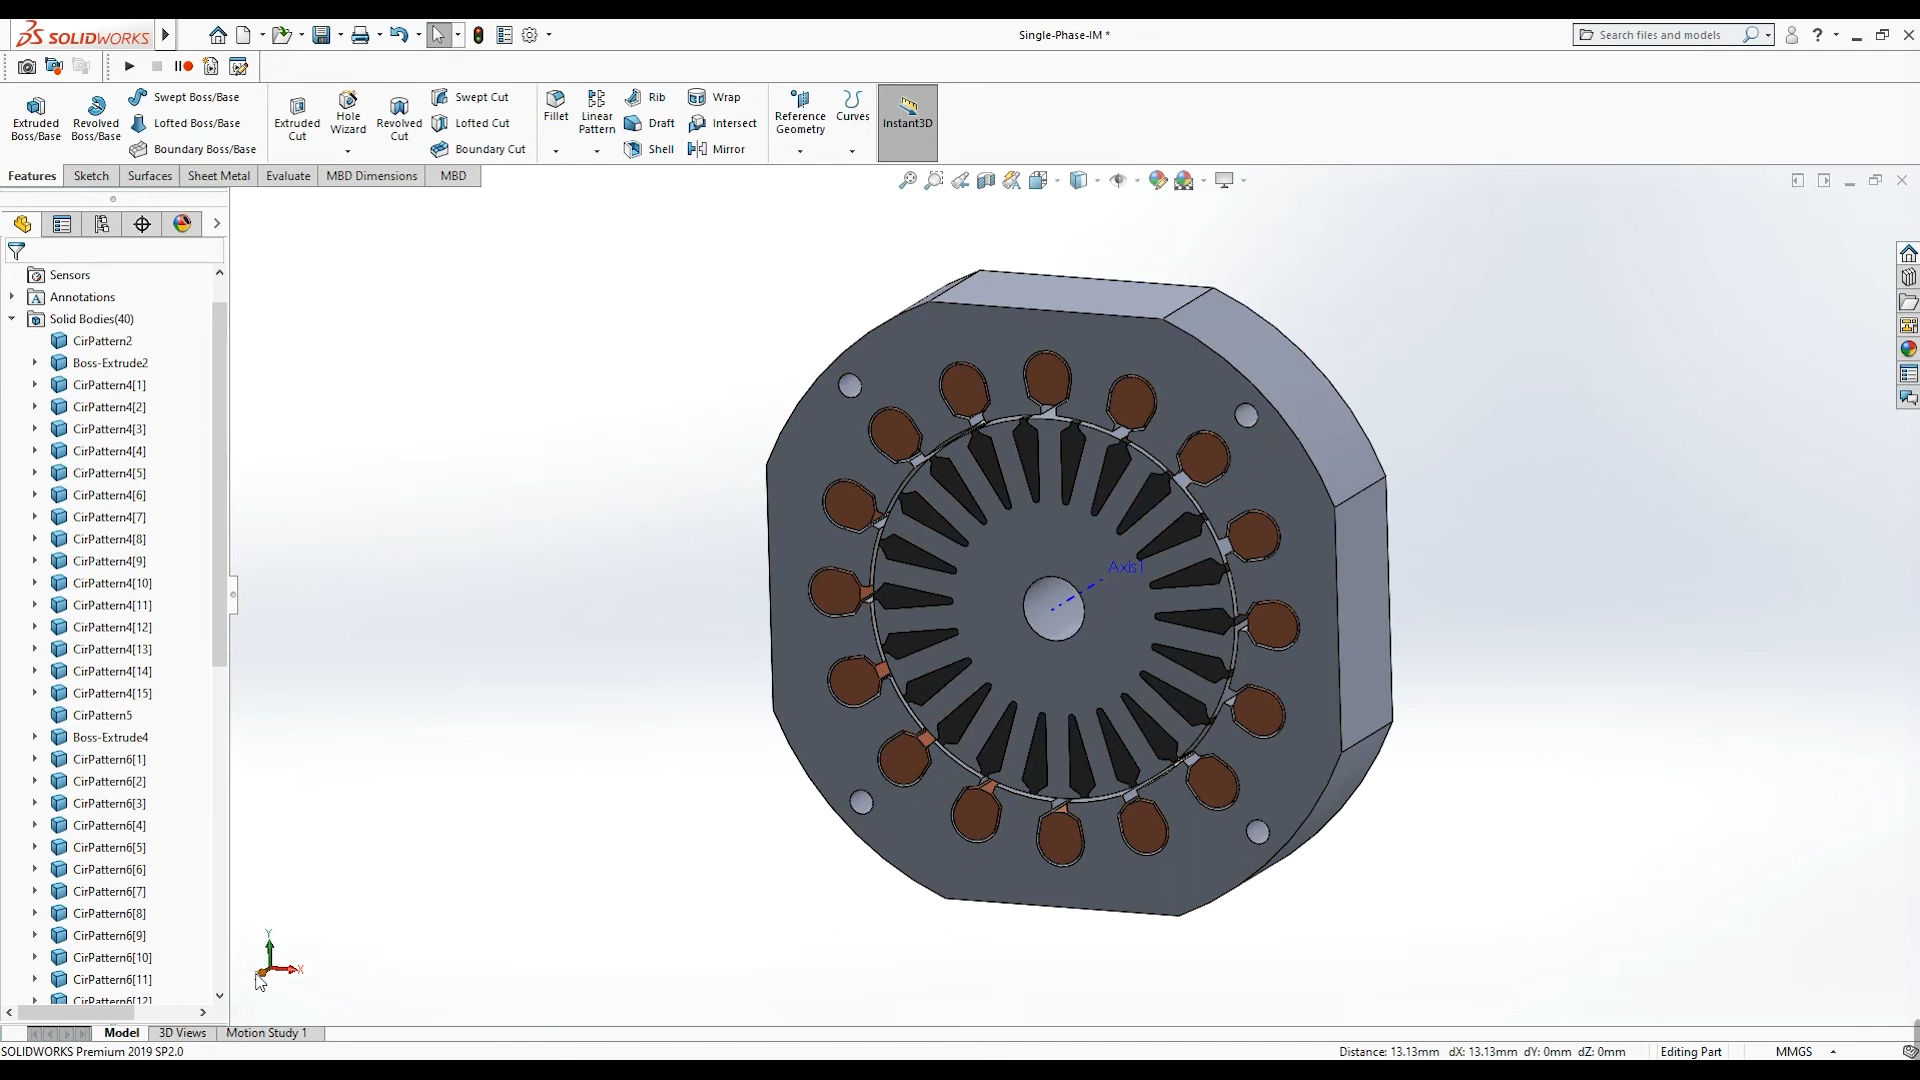 SOLIDWORKS
Single-Phase-IM *
Search files and models
Extruded Boss/Base
Revolved Boss/Base
Swept Boss/Base
Lofted Boss/Base
Boundary Boss/Base
Extruded Cut
Hole Wizard
Revolved Cut
Swept Cut
Lofted Cut
Boundary Cut
Fillet
Linear Pattern
Rib
Draft
Shell
Wrap
Intersect
Mirror
Reference Geometry
Curves
Instant3D
Features
Sketch
Surfaces
Sheet Metal
Evaluate
MBD Dimensions
MBD
Sensors
Annotations
Solid Bodies(40)
CirPattern2
Boss-Extrude2
CirPattern4[1]
CirPattern4[2]
CirPattern4[3]
CirPattern4[4]
CirPattern4[5]
CirPattern4[6]
CirPattern4[7]
CirPattern4[8]
CirPattern4[9]
CirPattern4[10]
CirPattern4[11]
CirPattern4[12]
CirPattern4[13]
CirPattern4[14]
CirPattern4[15]
CirPattern5
Boss-Extrude4
CirPattern6[1]
CirPattern6[2]
CirPattern6[3]
CirPattern6[4]
CirPattern6[5]
CirPattern6[6]
CirPattern6[7]
CirPattern6[8]
CirPattern6[9]
CirPattern6[10]
CirPattern6[11]
CirPattern6[12]
Axis1
Y
X
Model
3D Views
Motion Study 1
SOLIDWORKS Premium 2019 SP2.0
Distance: 13.13mm dX: 13.13mm dY: 0mm dZ: 0mm
Editing Part
MMGS